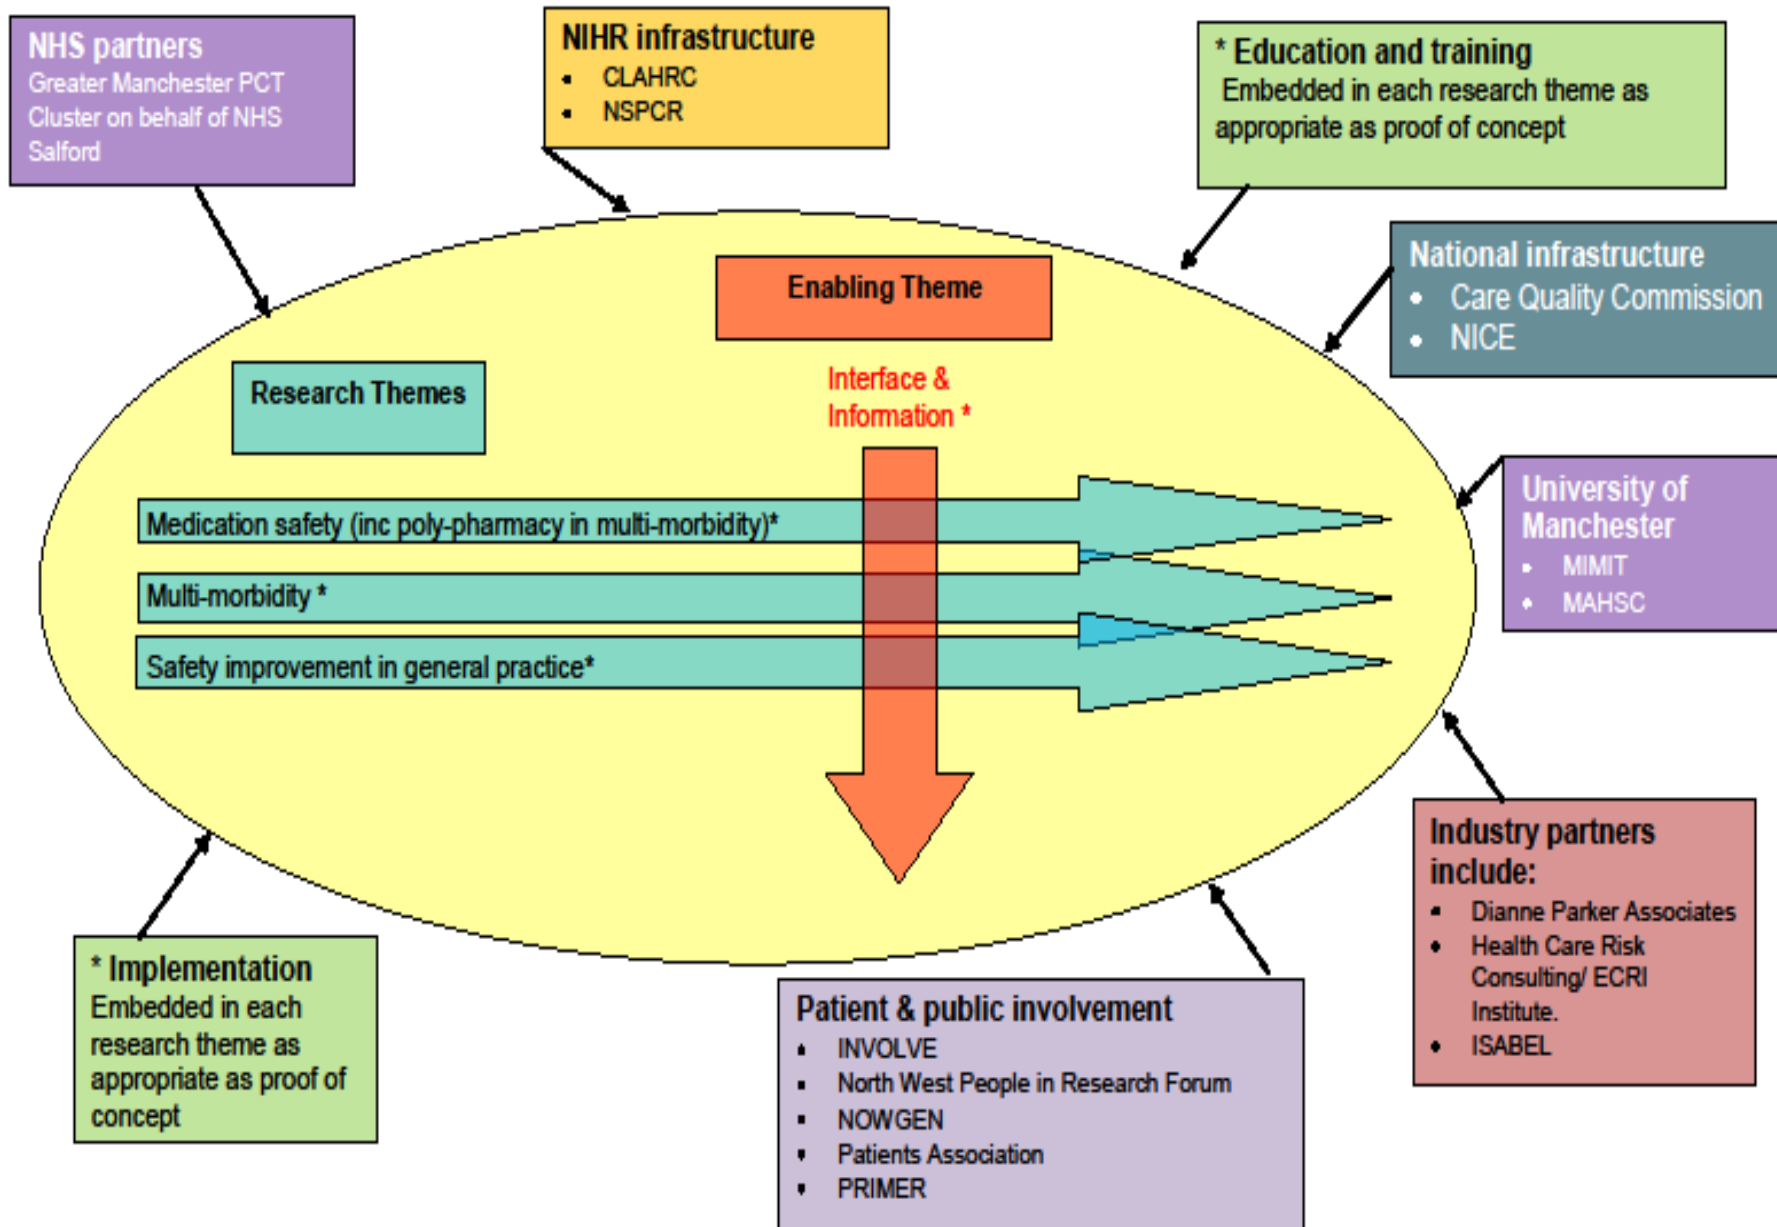 NHS partners
Greater Manchester PCT
Cluster on behalf of NHS
Salford
NIHR infrastructure
• CLAHRC
• NSPCR
* Education and training
Embedded in each research theme as
appropriate as proof of concept
National infrastructure
• Care Quality Commission
• NICE
Enabling Theme
Interface &
Information *
Research Themes
Medication safety (inc poly-pharmacy in multi-morbidity)*
Multi-morbidity *
Safety improvement in general practice*
University of
Manchester
• MIMIT
• MAHSC
Industry partners
include:
• Dianne Parker Associates
• Health Care Risk
Consulting/ ECRI
Institute.
• ISABEL
* Implementation
Embedded in each
research theme as
appropriate as proof of
concept
Patient & public involvement
• INVOLVE
• North West People in Research Forum
• NOWGEN
• Patients Association
• PRIMER